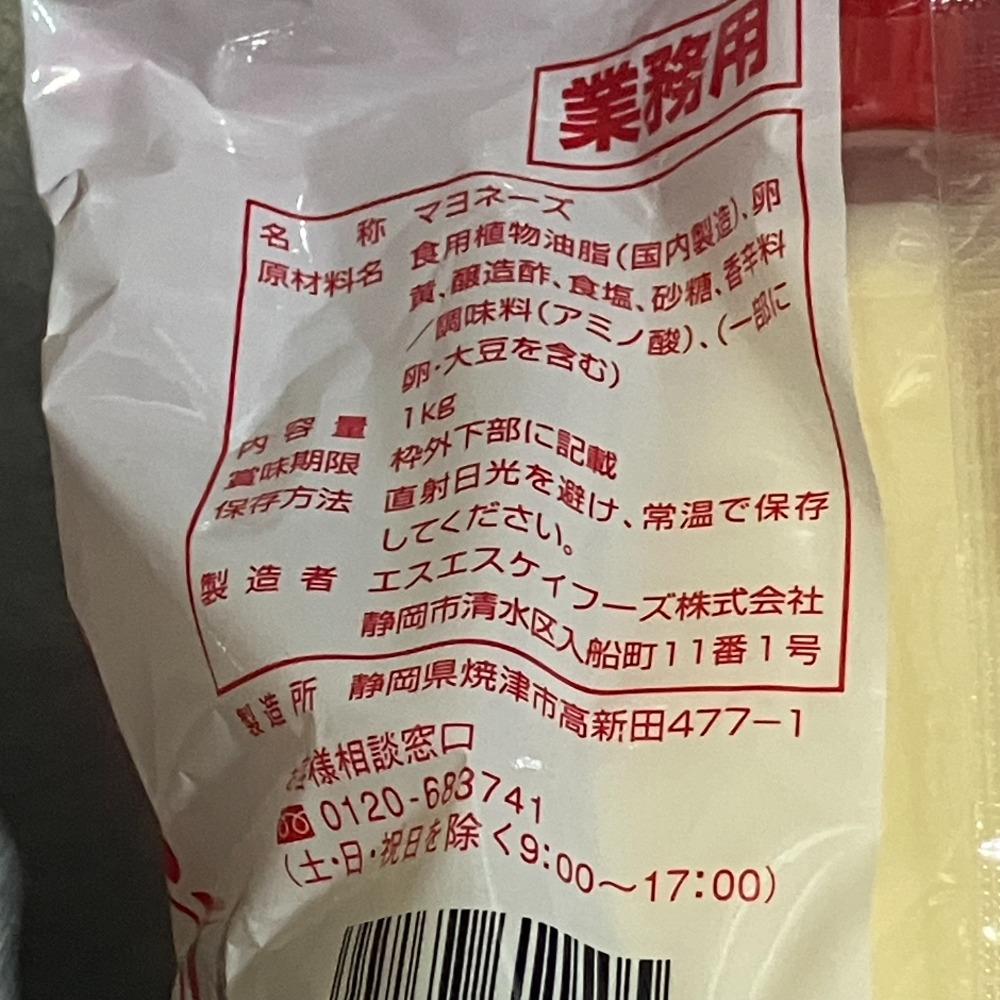 業務用
名称 マヨネーズ
原材料名 食用植物油脂(国内製造)、卵
黄、醸造酢、食塩、砂糖、香辛料
/調味料(アミノ酸)、(一部に
卵・大豆を含む)
内容量 1kg
賞味期限 枠外下部に記載
保存方法 直射日光を避け、常温で保存
してください。
製造者 エスエスケイフーズ株式会社
静岡市清水区入船町11番1号
製造所 静岡県焼津市高新田477-1
お客様相談窓口
0120-683741
(土・日・祝日を除く9:00~17:00)